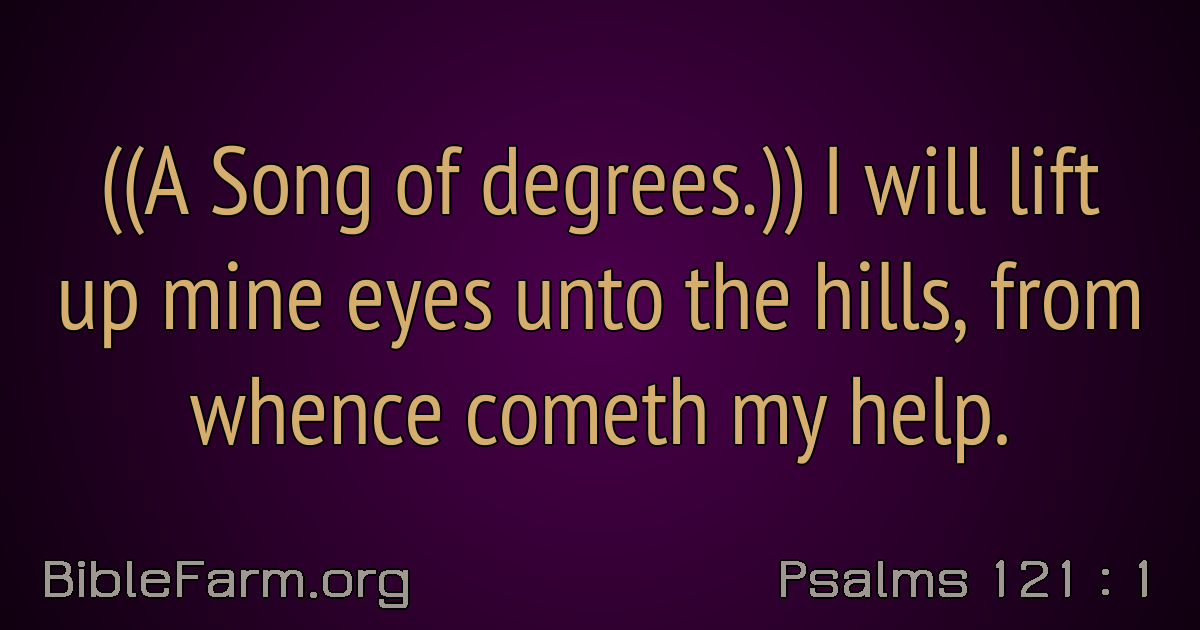 ((A Song of degrees.)) I will lift
up mine eyes unto the hills, from
whence cometh my help.
BibleFarm.org
Psalms 121 : 1